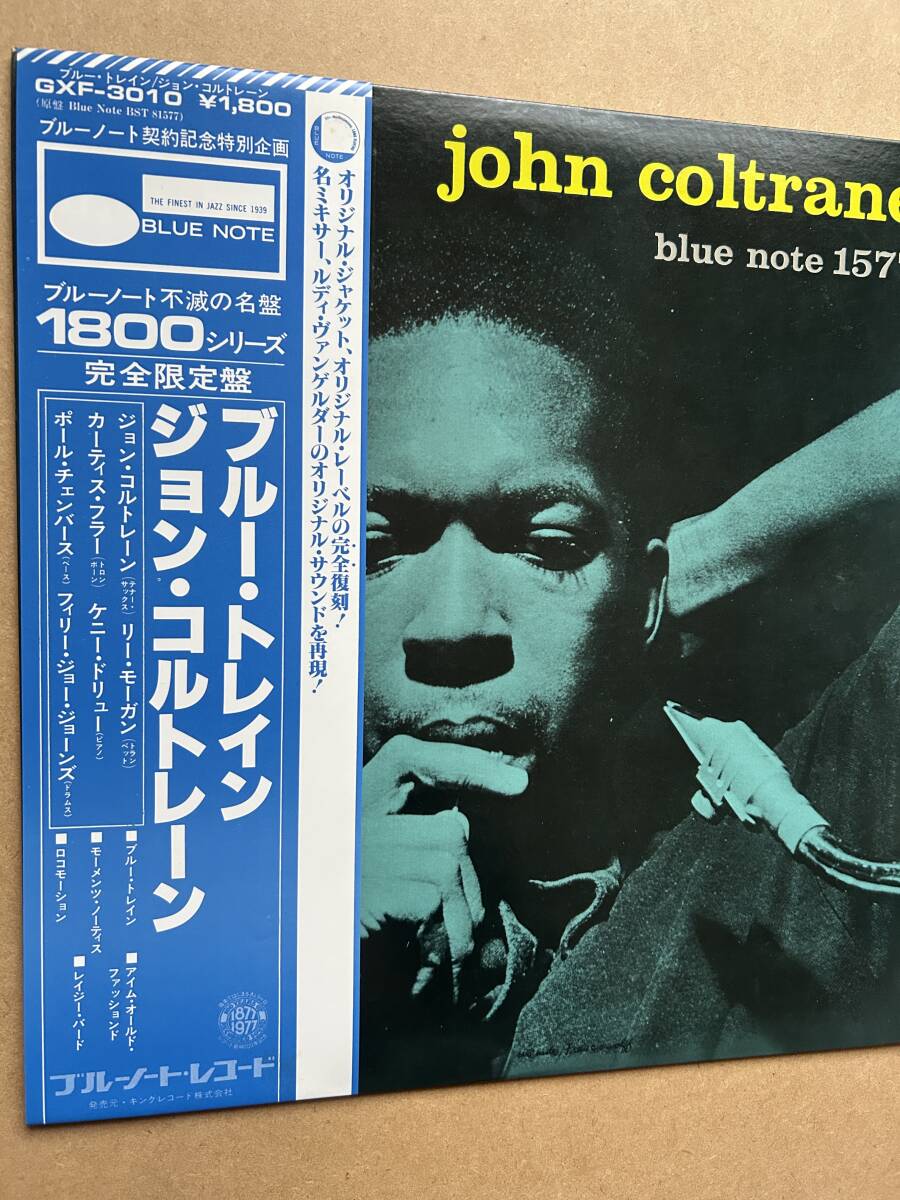 ブルー・トレイン/ジョン・コルトレーン
GXF-3010 ¥1,800
(原盤 Blue Note BST 81577)
ブルーノート契約記念特別企画
THE FINEST IN JAZZ SINCE 1939
BLUE NOTE
ブルーノート不滅の名盤
1800シリーズ
完全限定盤
ブルー・トレイン
ジョン・コルトレーン
ジョン・コルトレーン(テナー・サックス) リー・モーガン(トランペット)
カーティス・フラー(トロンボーン) ケニー・ドリュー(ピアノ)
ポール・チェンバース(ベース) フィリー・ジョー・ジョーンズ(ドラムス)
■ブルー・トレイン
■モーメンツ・ノーティス
■ロコモーション
■アイム・オールド・ファッションド
■レイジー・バード
1877
1977
ブルーノート・レコード
発売元・キングレコード株式会社
BLUE
NOTE
オリジナル・ジャケット、オリジナル・レーベルの完全復刻!
名ミキサー、ルディ・ヴァンゲルダーのオリジナル・サウンドを再現!
john coltrane
blue note 1577